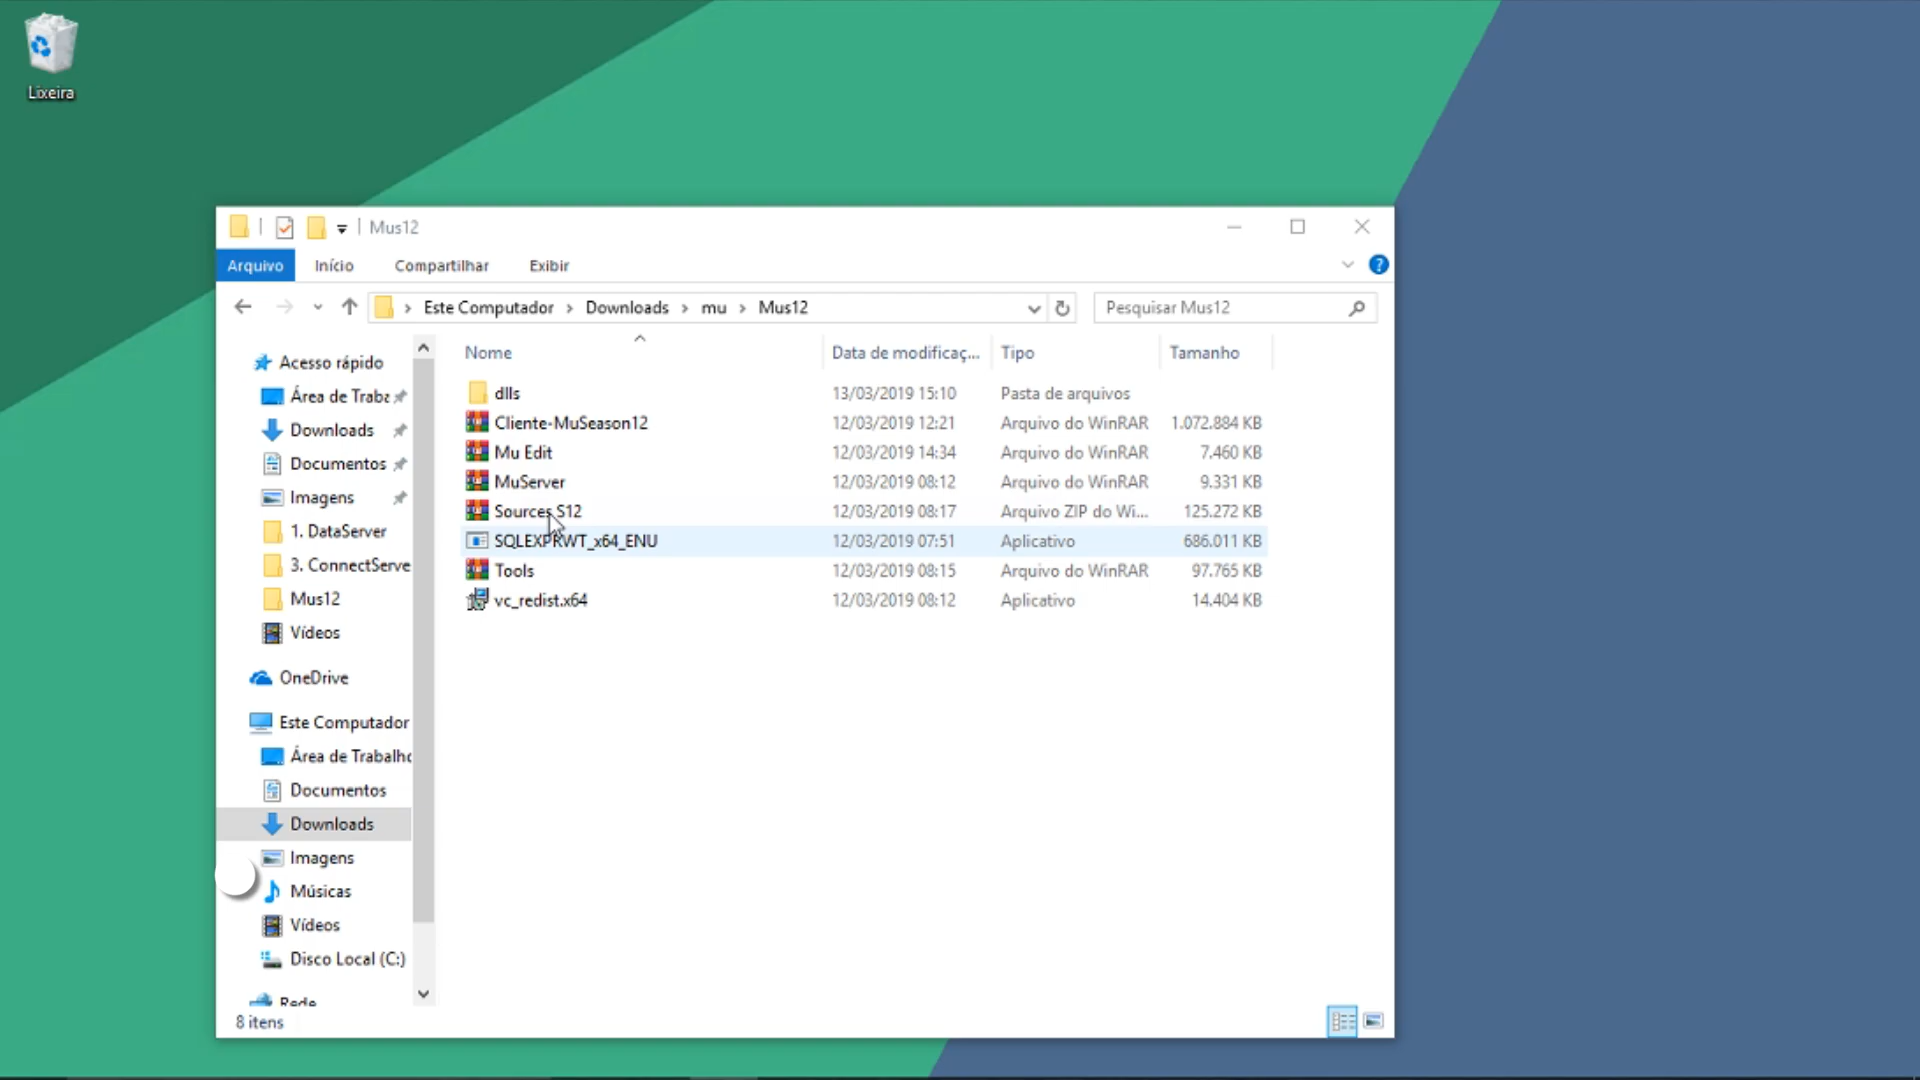 Lixeira
Mus12
Arquivo Início Compartilhar Exibir
Este Computador Downloads mu Mus12 Pesquisar Mus12
Nome Data de modificaç... Tipo Tamanho
dlls 13/03/2019 15:10 Pasta de arquivos
Cliente-MuSeason12 12/03/2019 12:21 Arquivo do WinRAR 1.072.884 KB
Mu Edit 12/03/2019 14:34 Arquivo do WinRAR 7.460 KB
MuServer 12/03/2019 08:12 Arquivo do WinRAR 9.331 KB
Sources S12 12/03/2019 08:17 Arquivo ZIP do Wi... 125.272 KB
SQLEXPRWT_x64_ENU 12/03/2019 07:51 Aplicativo 686.011 KB
Tools 12/03/2019 08:15 Arquivo do WinRAR 97.765 KB
vc_redist.x64 12/03/2019 08:12 Aplicativo 14.404 KB
Acesso rápido
Área de Traba
Downloads
Documentos
Imagens
1. DataServer
3. ConnectServe
Mus12
Vídeos
OneDrive
Este Computador
Área de Trabalho
Documentos
Downloads
Imagens
Músicas
Vídeos
Disco Local (C:)
Rede
8 itens